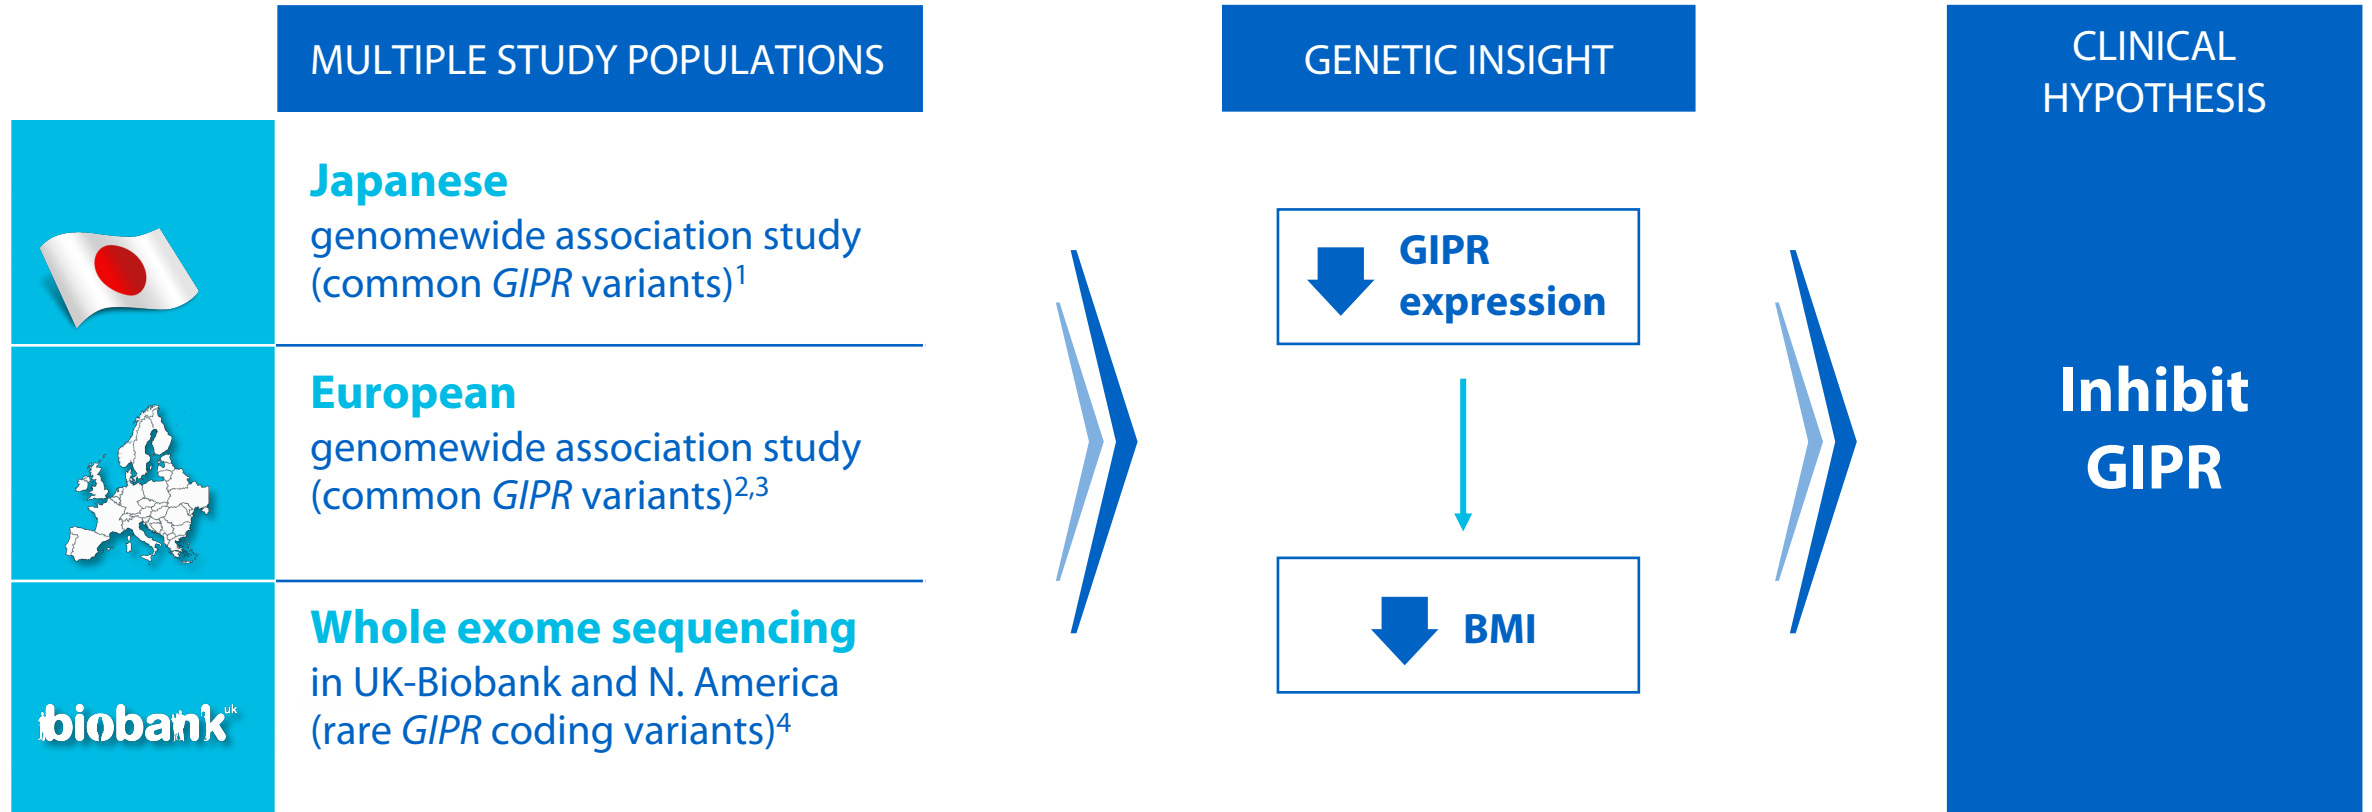 MULTIPLE STUDY POPULATIONS
Japanese
genomewide association study
(common GIPR variants)1
European
genomewide association study
(common GIPR variants)2,3
biobank uk
Whole exome sequencing
in UK-Biobank and N. America
(rare GIPR coding variants)4
GENETIC INSIGHT
GIPR
expression
BMI
CLINICAL
HYPOTHESIS
Inhibit
GIPR